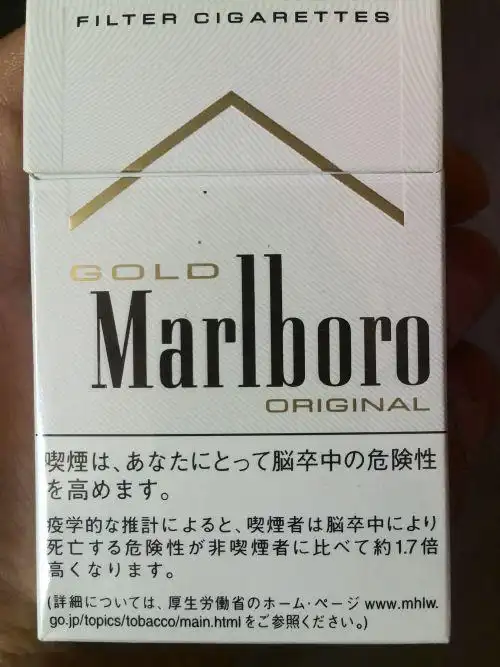 FILTER CIGARETTES
GOLD
Marlboro
ORIGINAL
喫煙は、あなたにとって脳卒中の危険性
を高めます。
疫学的な推計によると、喫煙者は脳卒中により
死亡する危険性が非喫煙者に比べて約1.7倍
高くなります。
(詳細については、厚生労働省のホーム・ページ www.mhlw.
go.jp/topics/tobacco/main.html をご参照ください。)